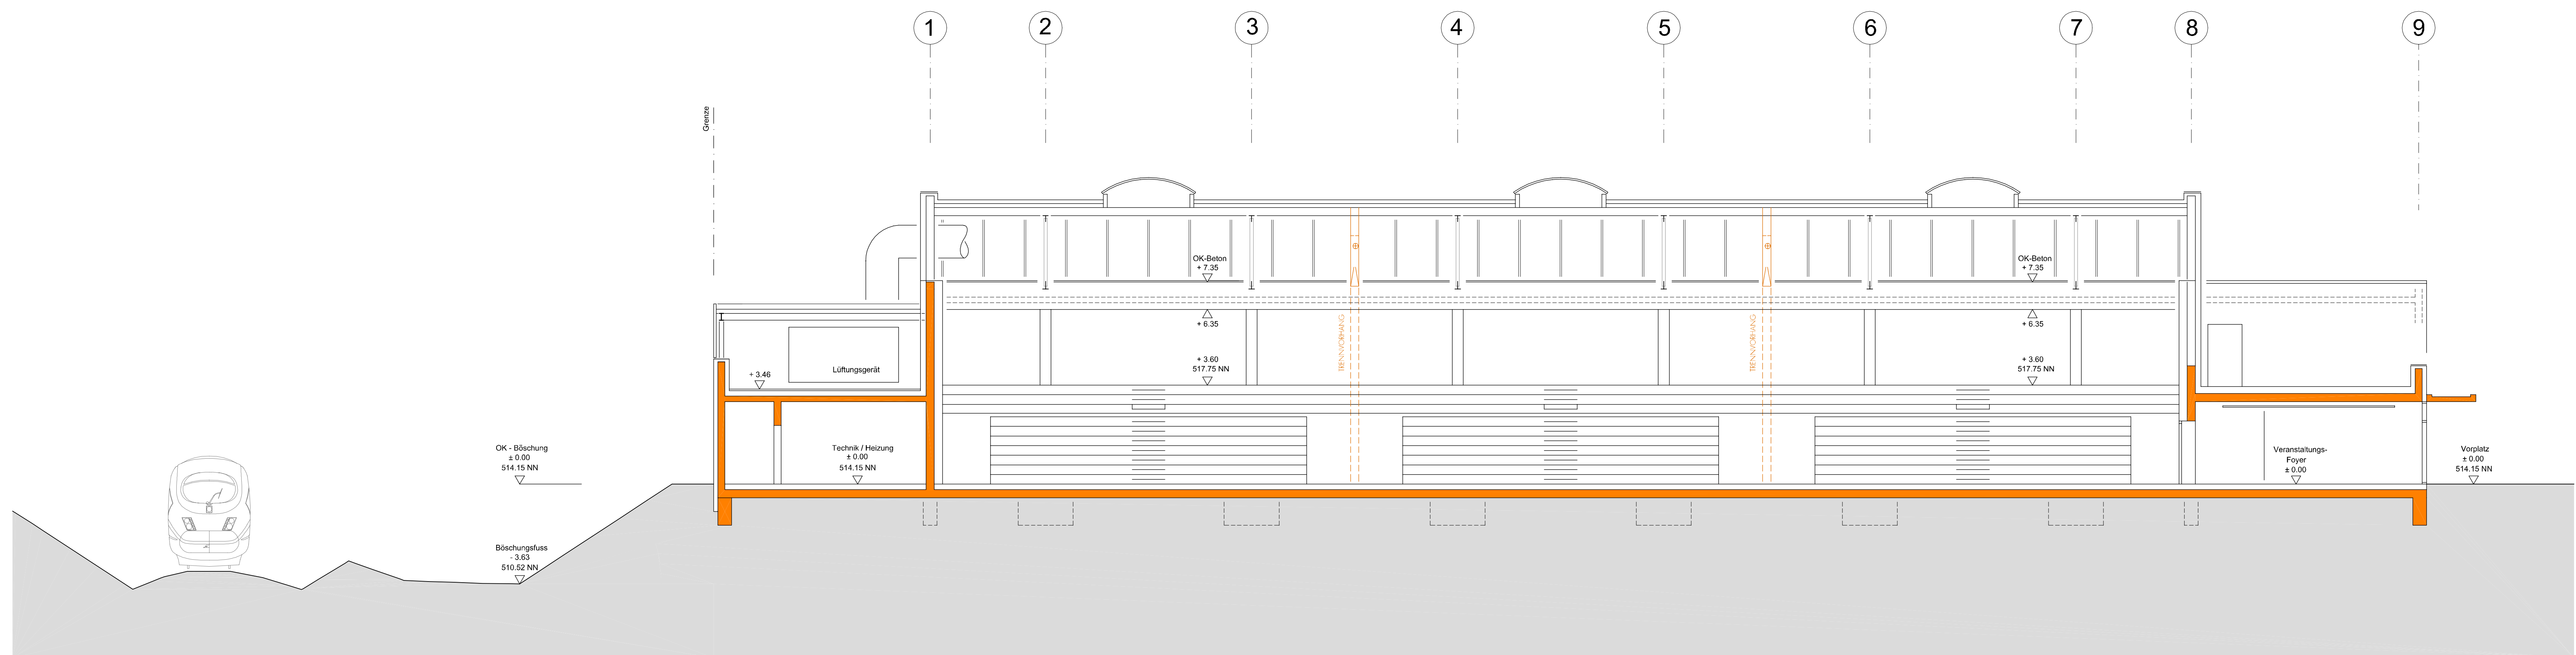 1
2
3
4
5
6
7
8
9
Grenze
OK-Beton
+ 7.35
OK-Beton
+ 7.35
TRENNVORHANG
TRENNVORHANG
+ 6.35
+ 6.35
+ 3.60
517.75 NN
+ 3.60
517.75 NN
+ 3.46
Lüftungsgerät
OK - Böschung
± 0.00
514.15 NN
Technik / Heizung
± 0.00
514.15 NN
Veranstaltungs-
Foyer
± 0.00
Vorplatz
± 0.00
514.15 NN
Böschungsfuss
- 3.63
510.52 NN